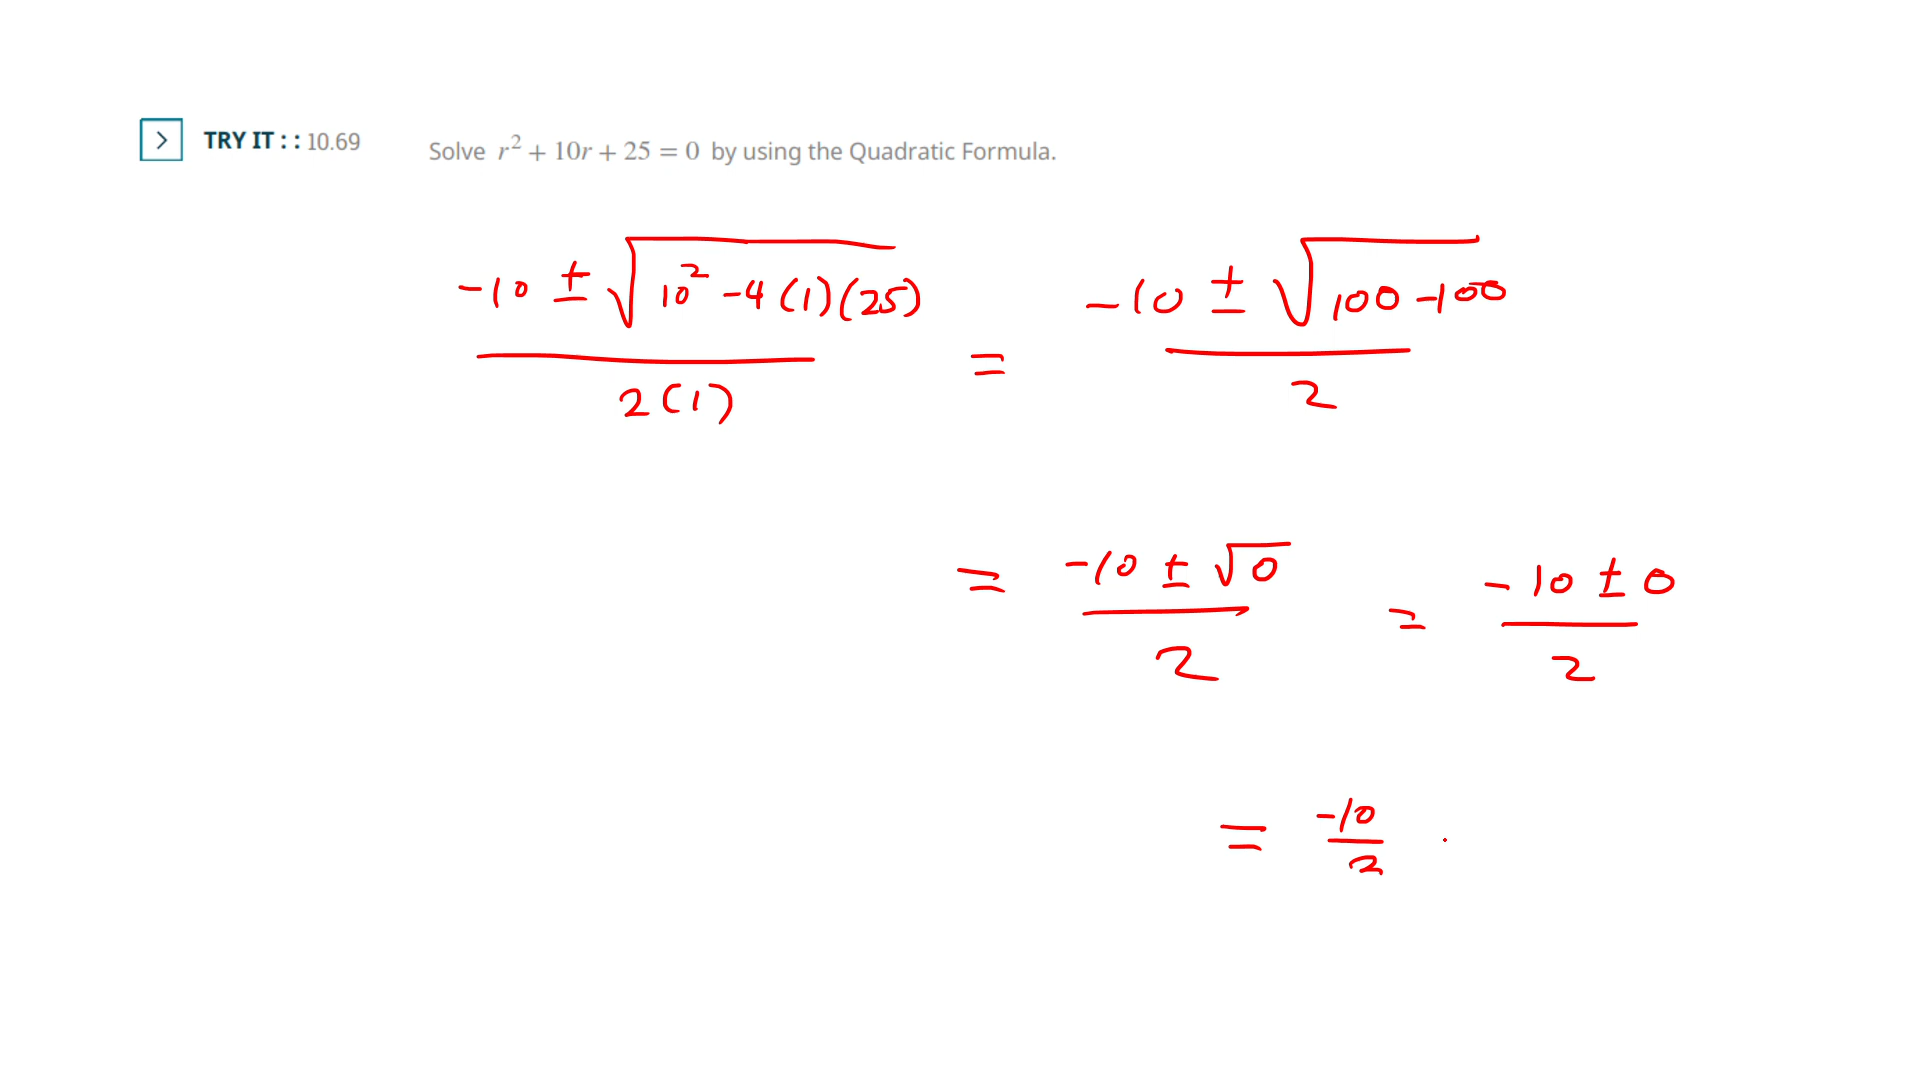 > TRY IT : : 10.69 Solve r² + 10r + 25 = 0 by using the Quadratic Formula.
-10 ± √10² -4(1)(25) = -10 ± √100-100
2(1) 2
= -10 ± √0 = -10 ± 0
2 2
= -10
2